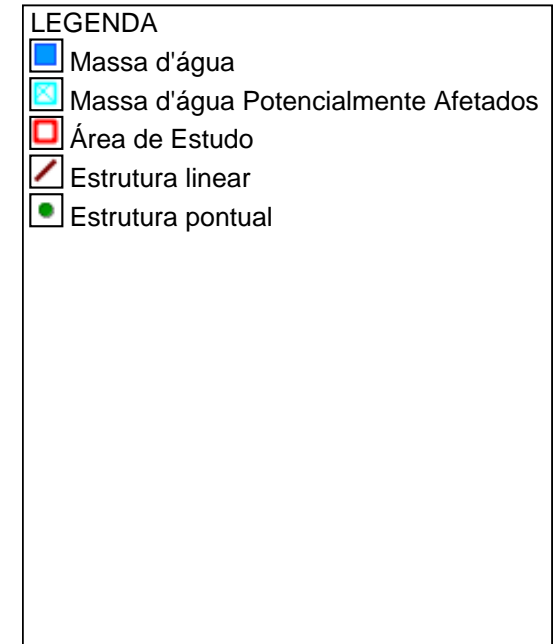 LEGENDA
Massa d'água
Massa d'água Potencialmente Afetados
Área de Estudo
Estrutura linear
Estrutura pontual